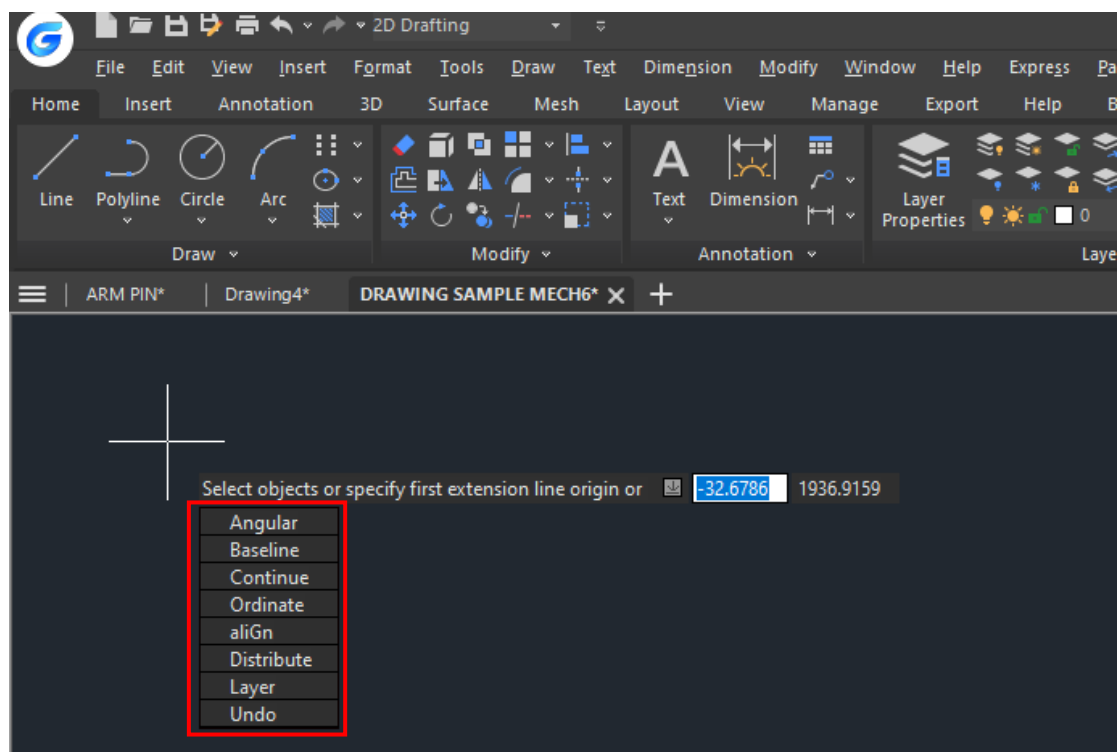 2D Drafting
File Edit View Insert Format Tools Draw Text Dimension Modify Window Help Express Pa
Home Insert Annotation 3D Surface Mesh Layout View Manage Export Help B
Line Polyline Circle Arc
Text Dimension
Layer
Properties
0
Draw Modify Annotation Laye
ARM PIN* Drawing4* DRAWING SAMPLE MECH6*
Select objects or specify first extension line origin or -32.6786 1936.9159
Angular
Baseline
Continue
Ordinate
aliGn
Distribute
Layer
Undo